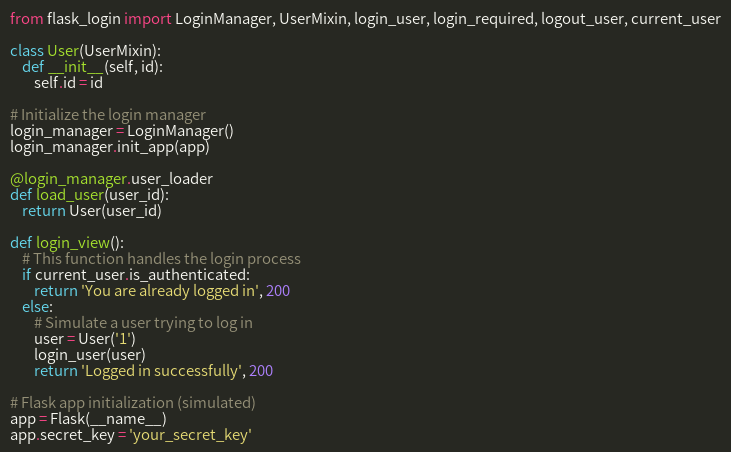 from flask_login import LoginManager, UserMixin, login_user, login_required, logout_user, current_user

class User(UserMixin):
    def __init__(self, id):
        self.id = id

# Initialize the login manager
login_manager = LoginManager()
login_manager.init_app(app)

@login_manager.user_loader
def load_user(user_id):
    return User(user_id)

def login_view():
    # This function handles the login process
    if current_user.is_authenticated:
        return 'You are already logged in', 200
    else:
        # Simulate a user trying to log in
        user = User('1')
        login_user(user)
        return 'Logged in successfully', 200

# Flask app initialization (simulated)
app = Flask(__name__)
app.secret_key = 'your_secret_key'